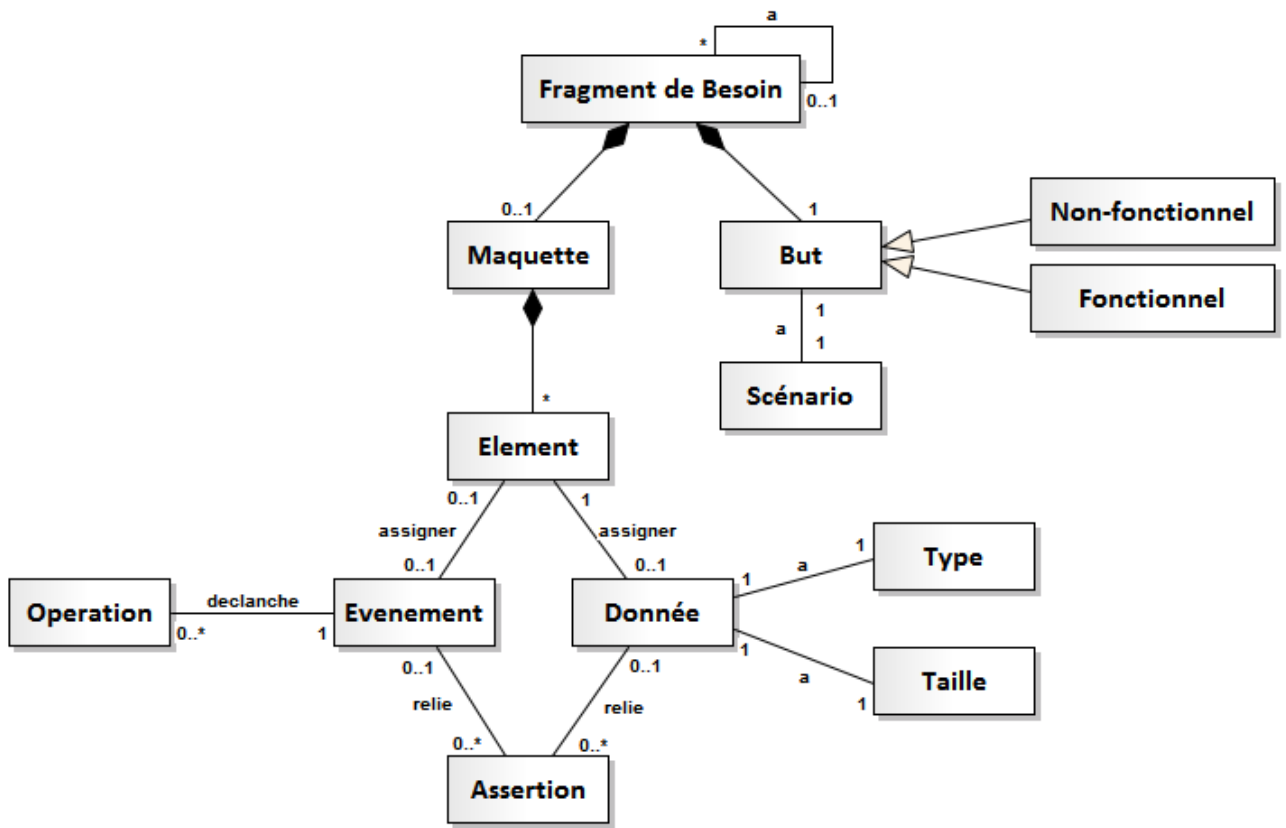 a
*
Fragment de Besoin
0..1
0..1
1
Maquette
But
Non-fonctionnel
Fonctionnel
1
a
1
Scénario
*
Element
0..1
1
assigner
assigner
0..1
0..1
Operation
declanche
0..*
1
Evenement
Donnée
1
a
1
Type
1
a
1
Taille
0..1
0..1
relie
relie
0..*
0..*
Assertion